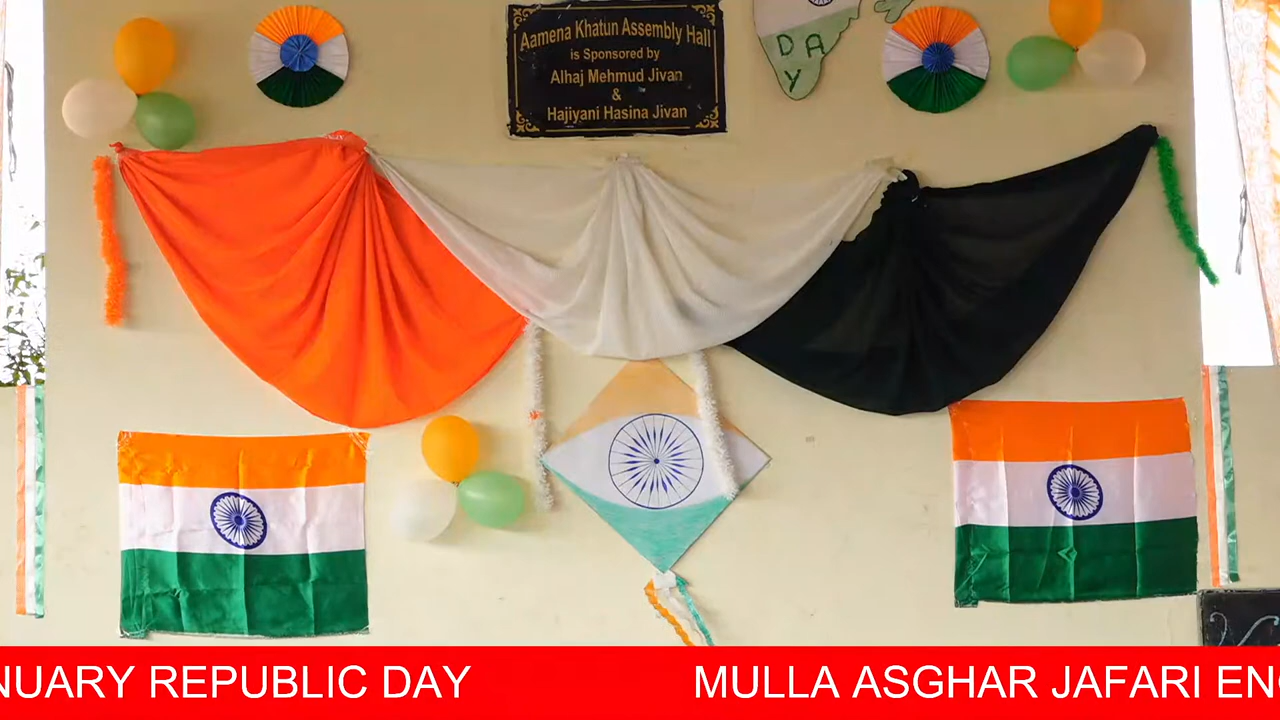 Aamena Khatun Assembly Hall
is Sponsored by
Alhaj Mehmud Jivan
&
Hajiyani Hasina Jivan
DA
Y
NUARY REPUBLIC DAY
MULLA ASGHAR JAFARI EN